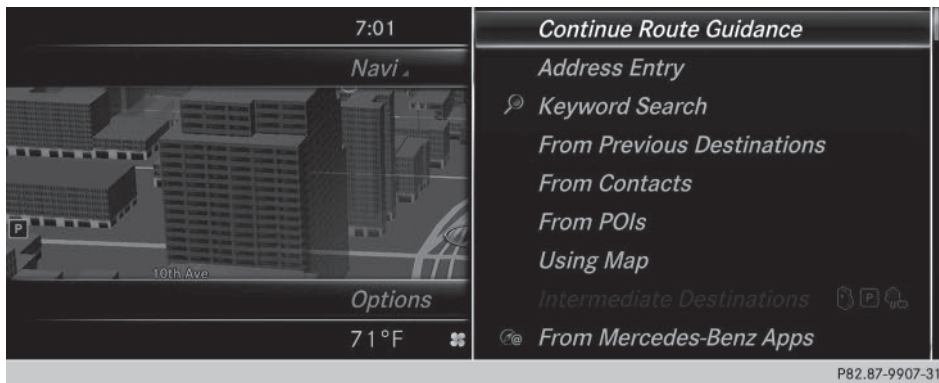 7:01
Navi
P
10th Ave
Options
71°F
Continue Route Guidance
Address Entry
Keyword Search
From Previous Destinations
From Contacts
From POIs
Using Map
Intermediate Destinations P
@ From Mercedes-Benz Apps
P82.87-9907-31